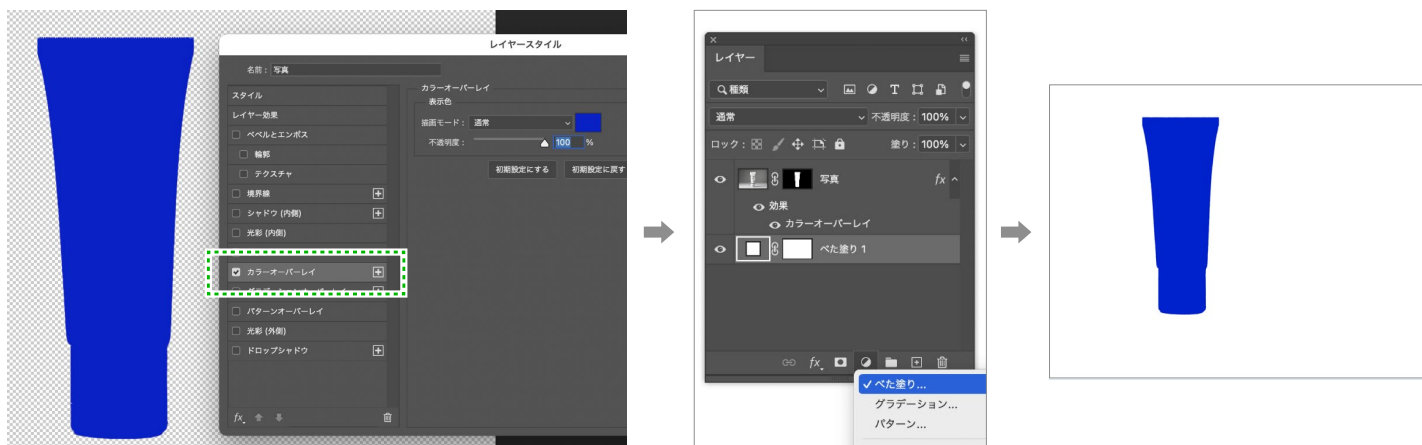 レイヤースタイル
名前： 写真
スタイル
レイヤー効果
ベベルとエンボス
輪郭
テクスチャ
境界線
シャドウ (内側)
光彩 (内側)
カラーオーバーレイ
パターンオーバーレイ
光彩 (外側)
ドロップシャドウ
fx
カラーオーバーレイ
表示色
描画モード： 通常
不透明度： 100 %
初期設定にする 初期設定に戻す
レイヤー
種類
通常 不透明度： 100%
ロック： 塗り： 100%
写真 fx
効果
カラーオーバーレイ
べた塗り 1
fx
べた塗り...
グラデーション...
パターン...